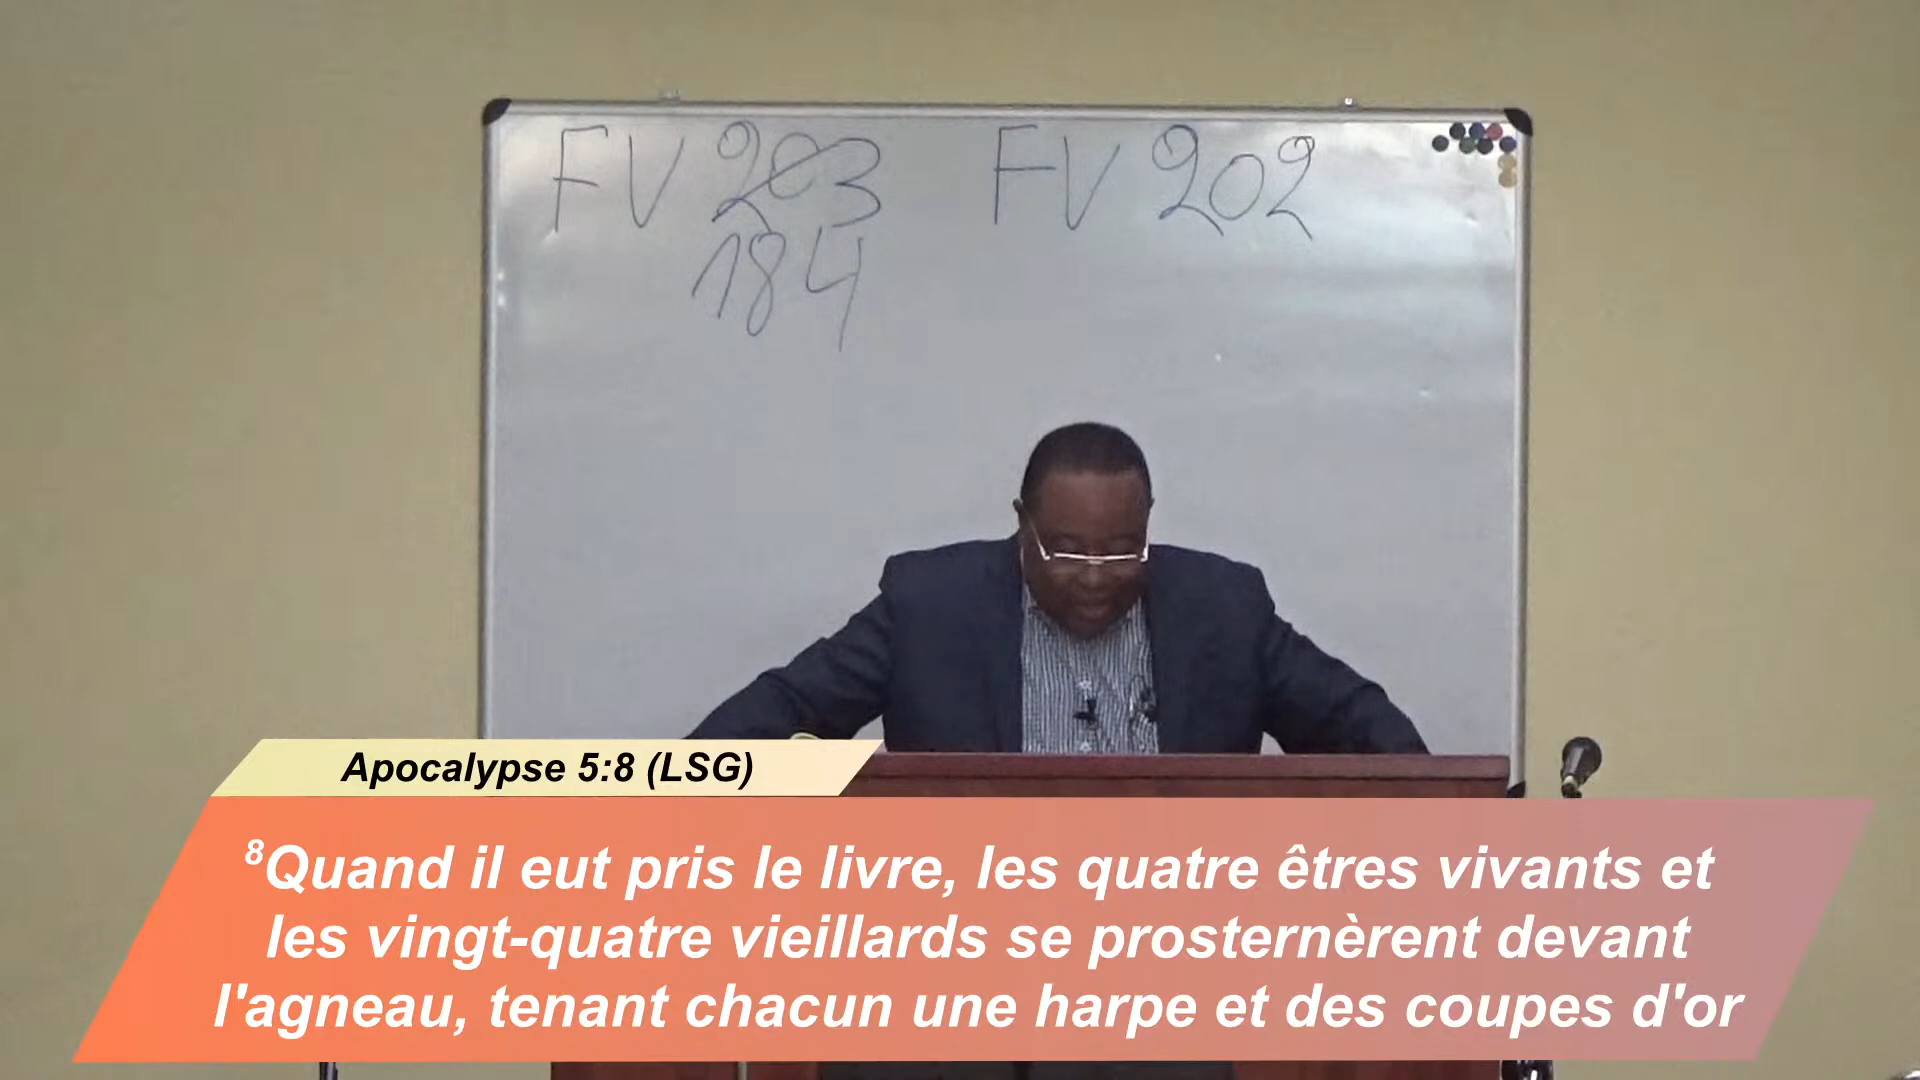 FV 203 FV 202
184
Apocalypse 5:8 (LSG)
⁸Quand il eut pris le livre, les quatre êtres vivants et
les vingt-quatre vieillards se prosternèrent devant
l'agneau, tenant chacun une harpe et des coupes d'or